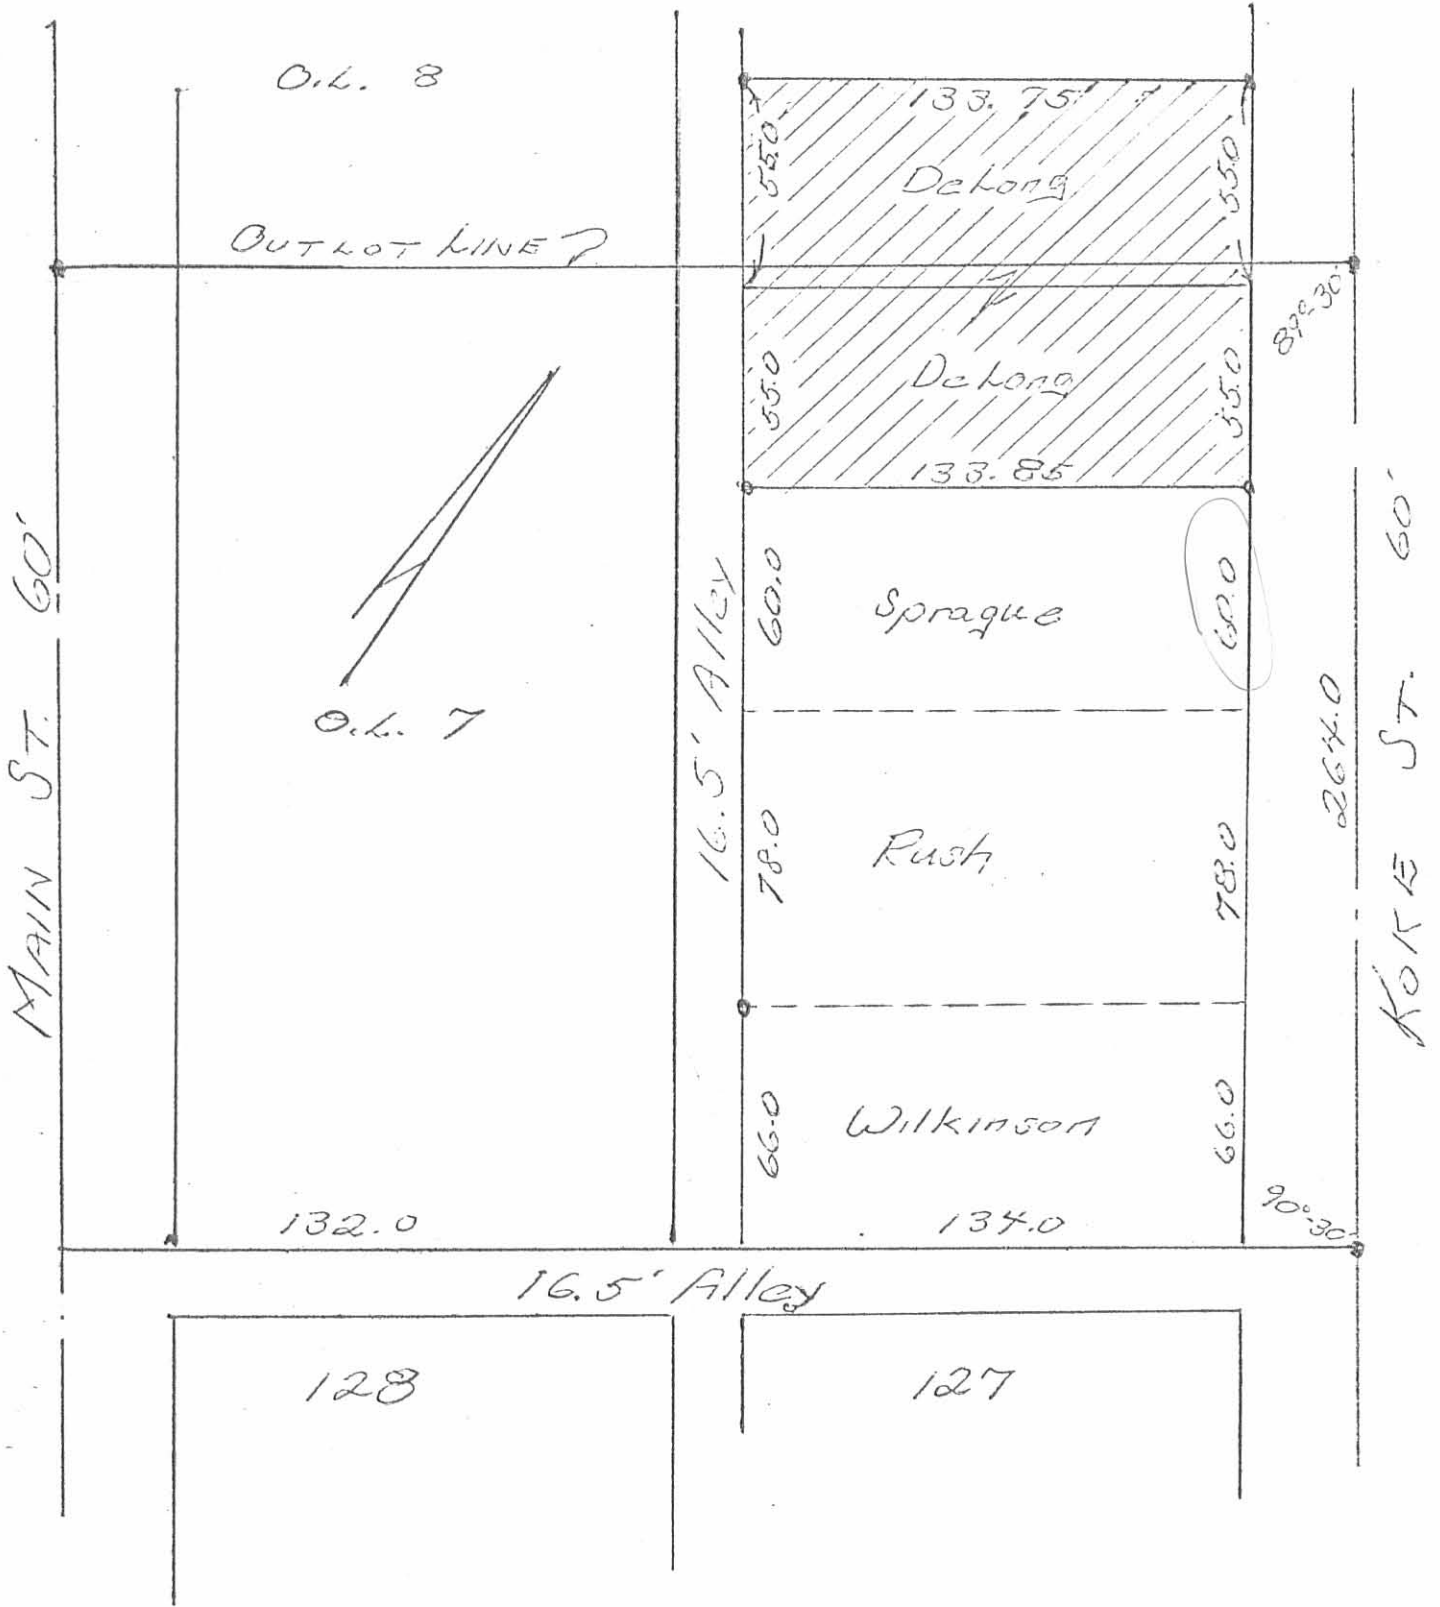 O.L. 8
133.75'
55.0
DeLong
55.0
OUTLOT LINE
89°-30'
55.0
DeLong
55.0
133.85
MAIN ST. 60'
O.L. 7
16.5' Alley
60.0
Sprague
60.0
KOKE ST. 60'
264.0
78.0
Rush
78.0
66.0
Wilkinson
66.0
132.0
134.0
90°-30'
16.5' Alley
128
127